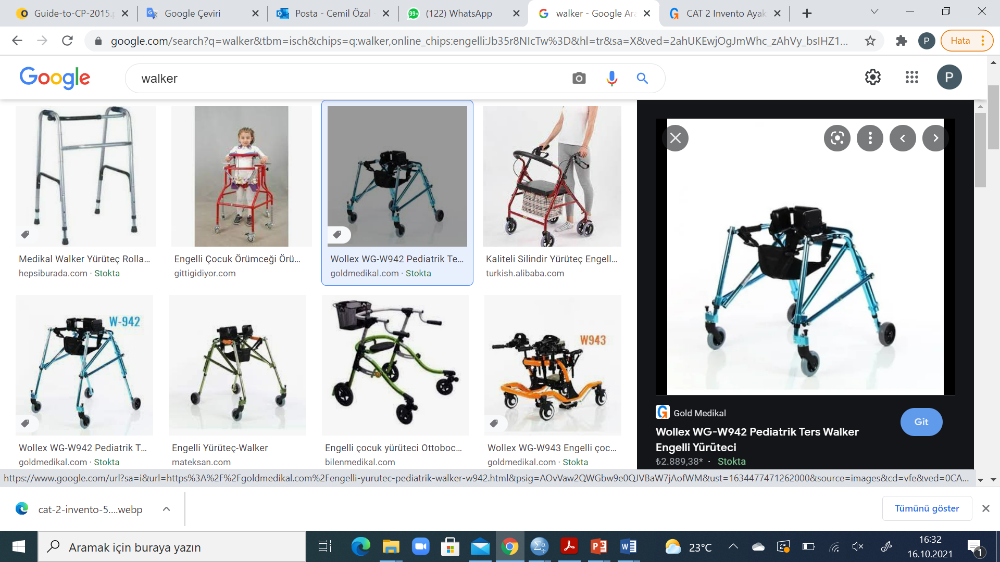 Guide-to-CP-2015.p
Google Çeviri
Posta - Cemil Özal -
(122) WhatsApp
walker - Google Ara
CAT 2 Invento Ayak
google.com/search?q=walker&tbm=isch&chips=q:walker,online_chips:engelli:Jb35r8NIcTw%3D&hl=tr&sa=X&ved=2ahUKEwjOgJmWhc_zAhVy_bsIHZ1...
P
Hata
Google
walker
P
Medikal Walker Yürüteç Rolla...
hepsiburada.com · Stokta
Engelli Çocuk Örümceği Örü...
gittigidiyor.com
Wollex WG-W942 Pediatrik Te...
goldmedikal.com · Stokta
Kaliteli Silindir Yürüteç Engell...
turkish.alibaba.com
W-942
W943
Wollex WG-W942 Pediatrik T...
goldmedikal.com · Stokta
Engelli Yürüteç-Walker
mateksan.com
Engelli çocuk yürüteci Ottoboc...
bilenmedikal.com
Wollex WG-W943 Engelli çoc...
goldmedikal.com · Stokta
Gold Medikal
Git
Wollex WG-W942 Pediatrik Ters Walker
Engelli Yürüteci
₺2.889,38* · Stokta
https://www.google.com/url?sa=i&url=https%3A%2F%2Fgoldmedikal.com%2Fengelli-yurutec-pediatrik-walker-w942.html&psig=AOvVaw2QWGbw9e0QJVBaW7jAofWM&ust=1634477471262000&source=images&cd=vfe&ved=0CA...
cat-2-invento-5....webp
Tümünü göster
Aramak için buraya yazın
23°C
16:32
16.10.2021
1